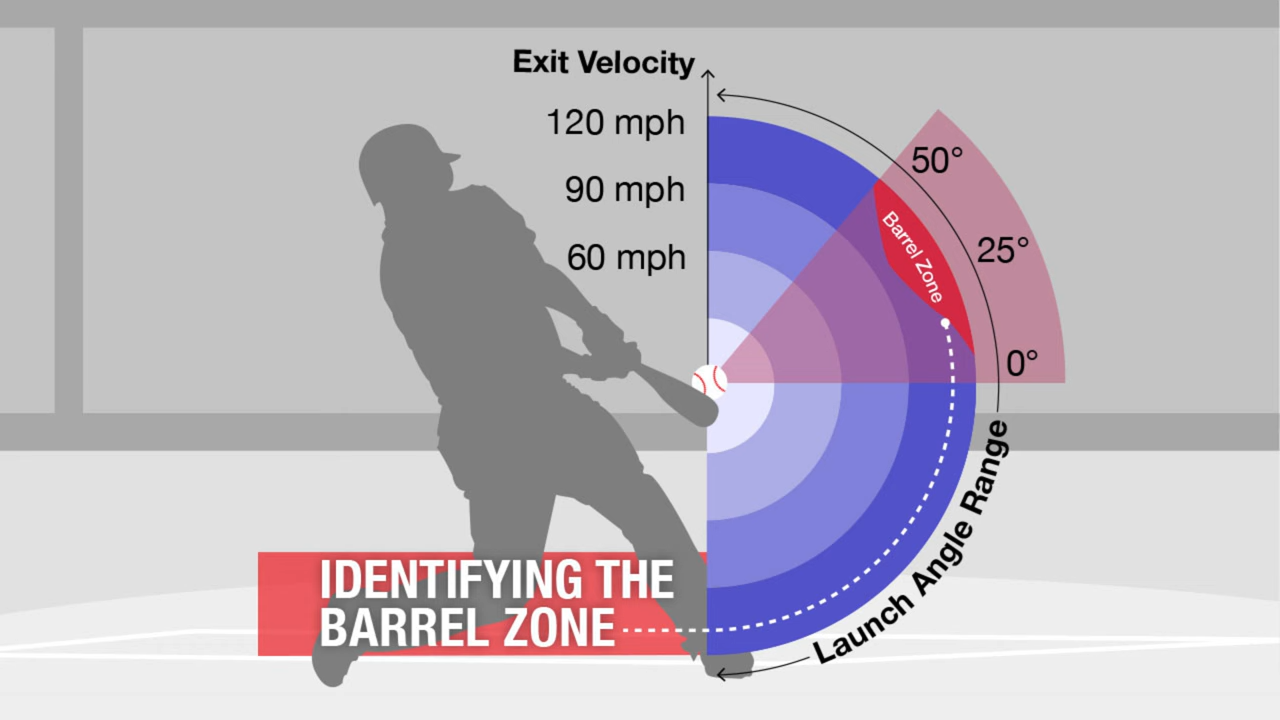 Exit Velocity
120 mph
90 mph
60 mph
50°
25°
0°
Barrel Zone
Launch Angle Range
IDENTIFYING THE
BARREL ZONE